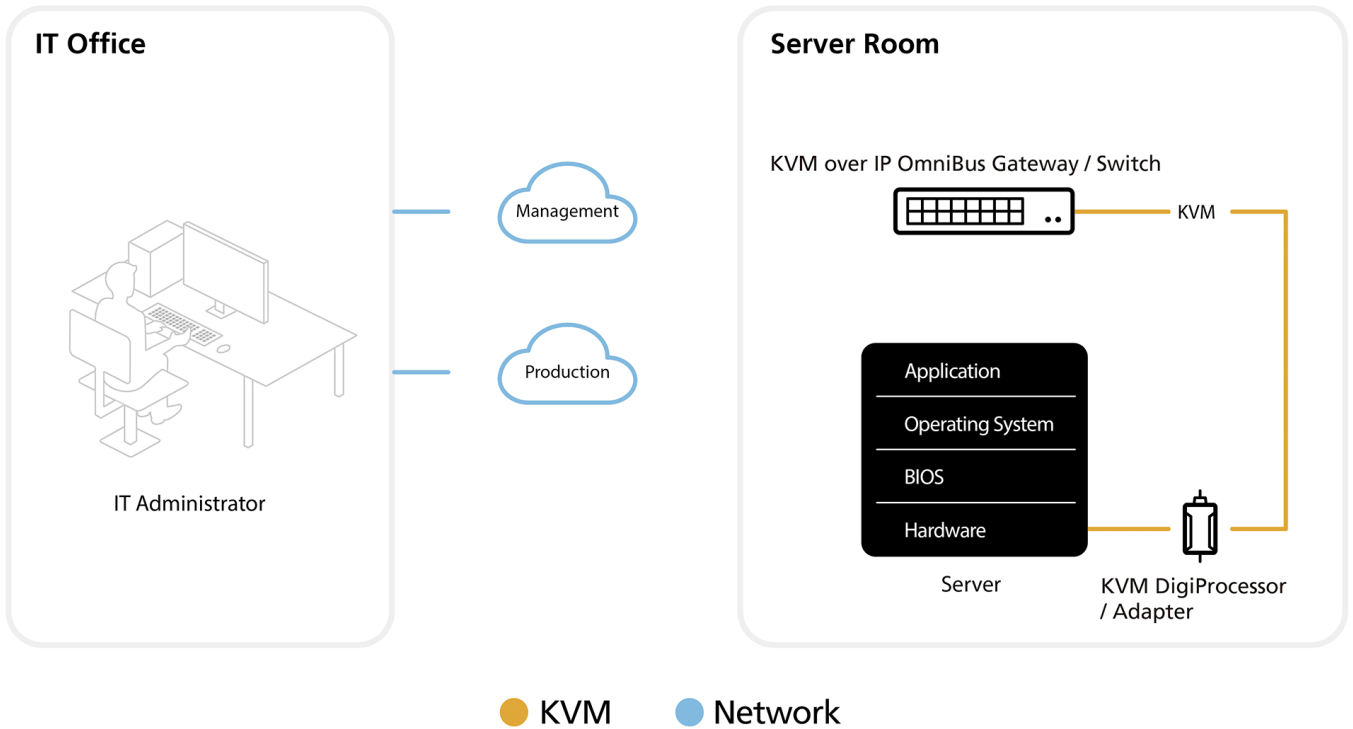 IT Office
IT Administrator
Management
Production
Server Room
KVM over IP OmniBus Gateway / Switch
KVM
Application
Operating System
BIOS
Hardware
Server
KVM DigiProcessor
/ Adapter
KVM
Network